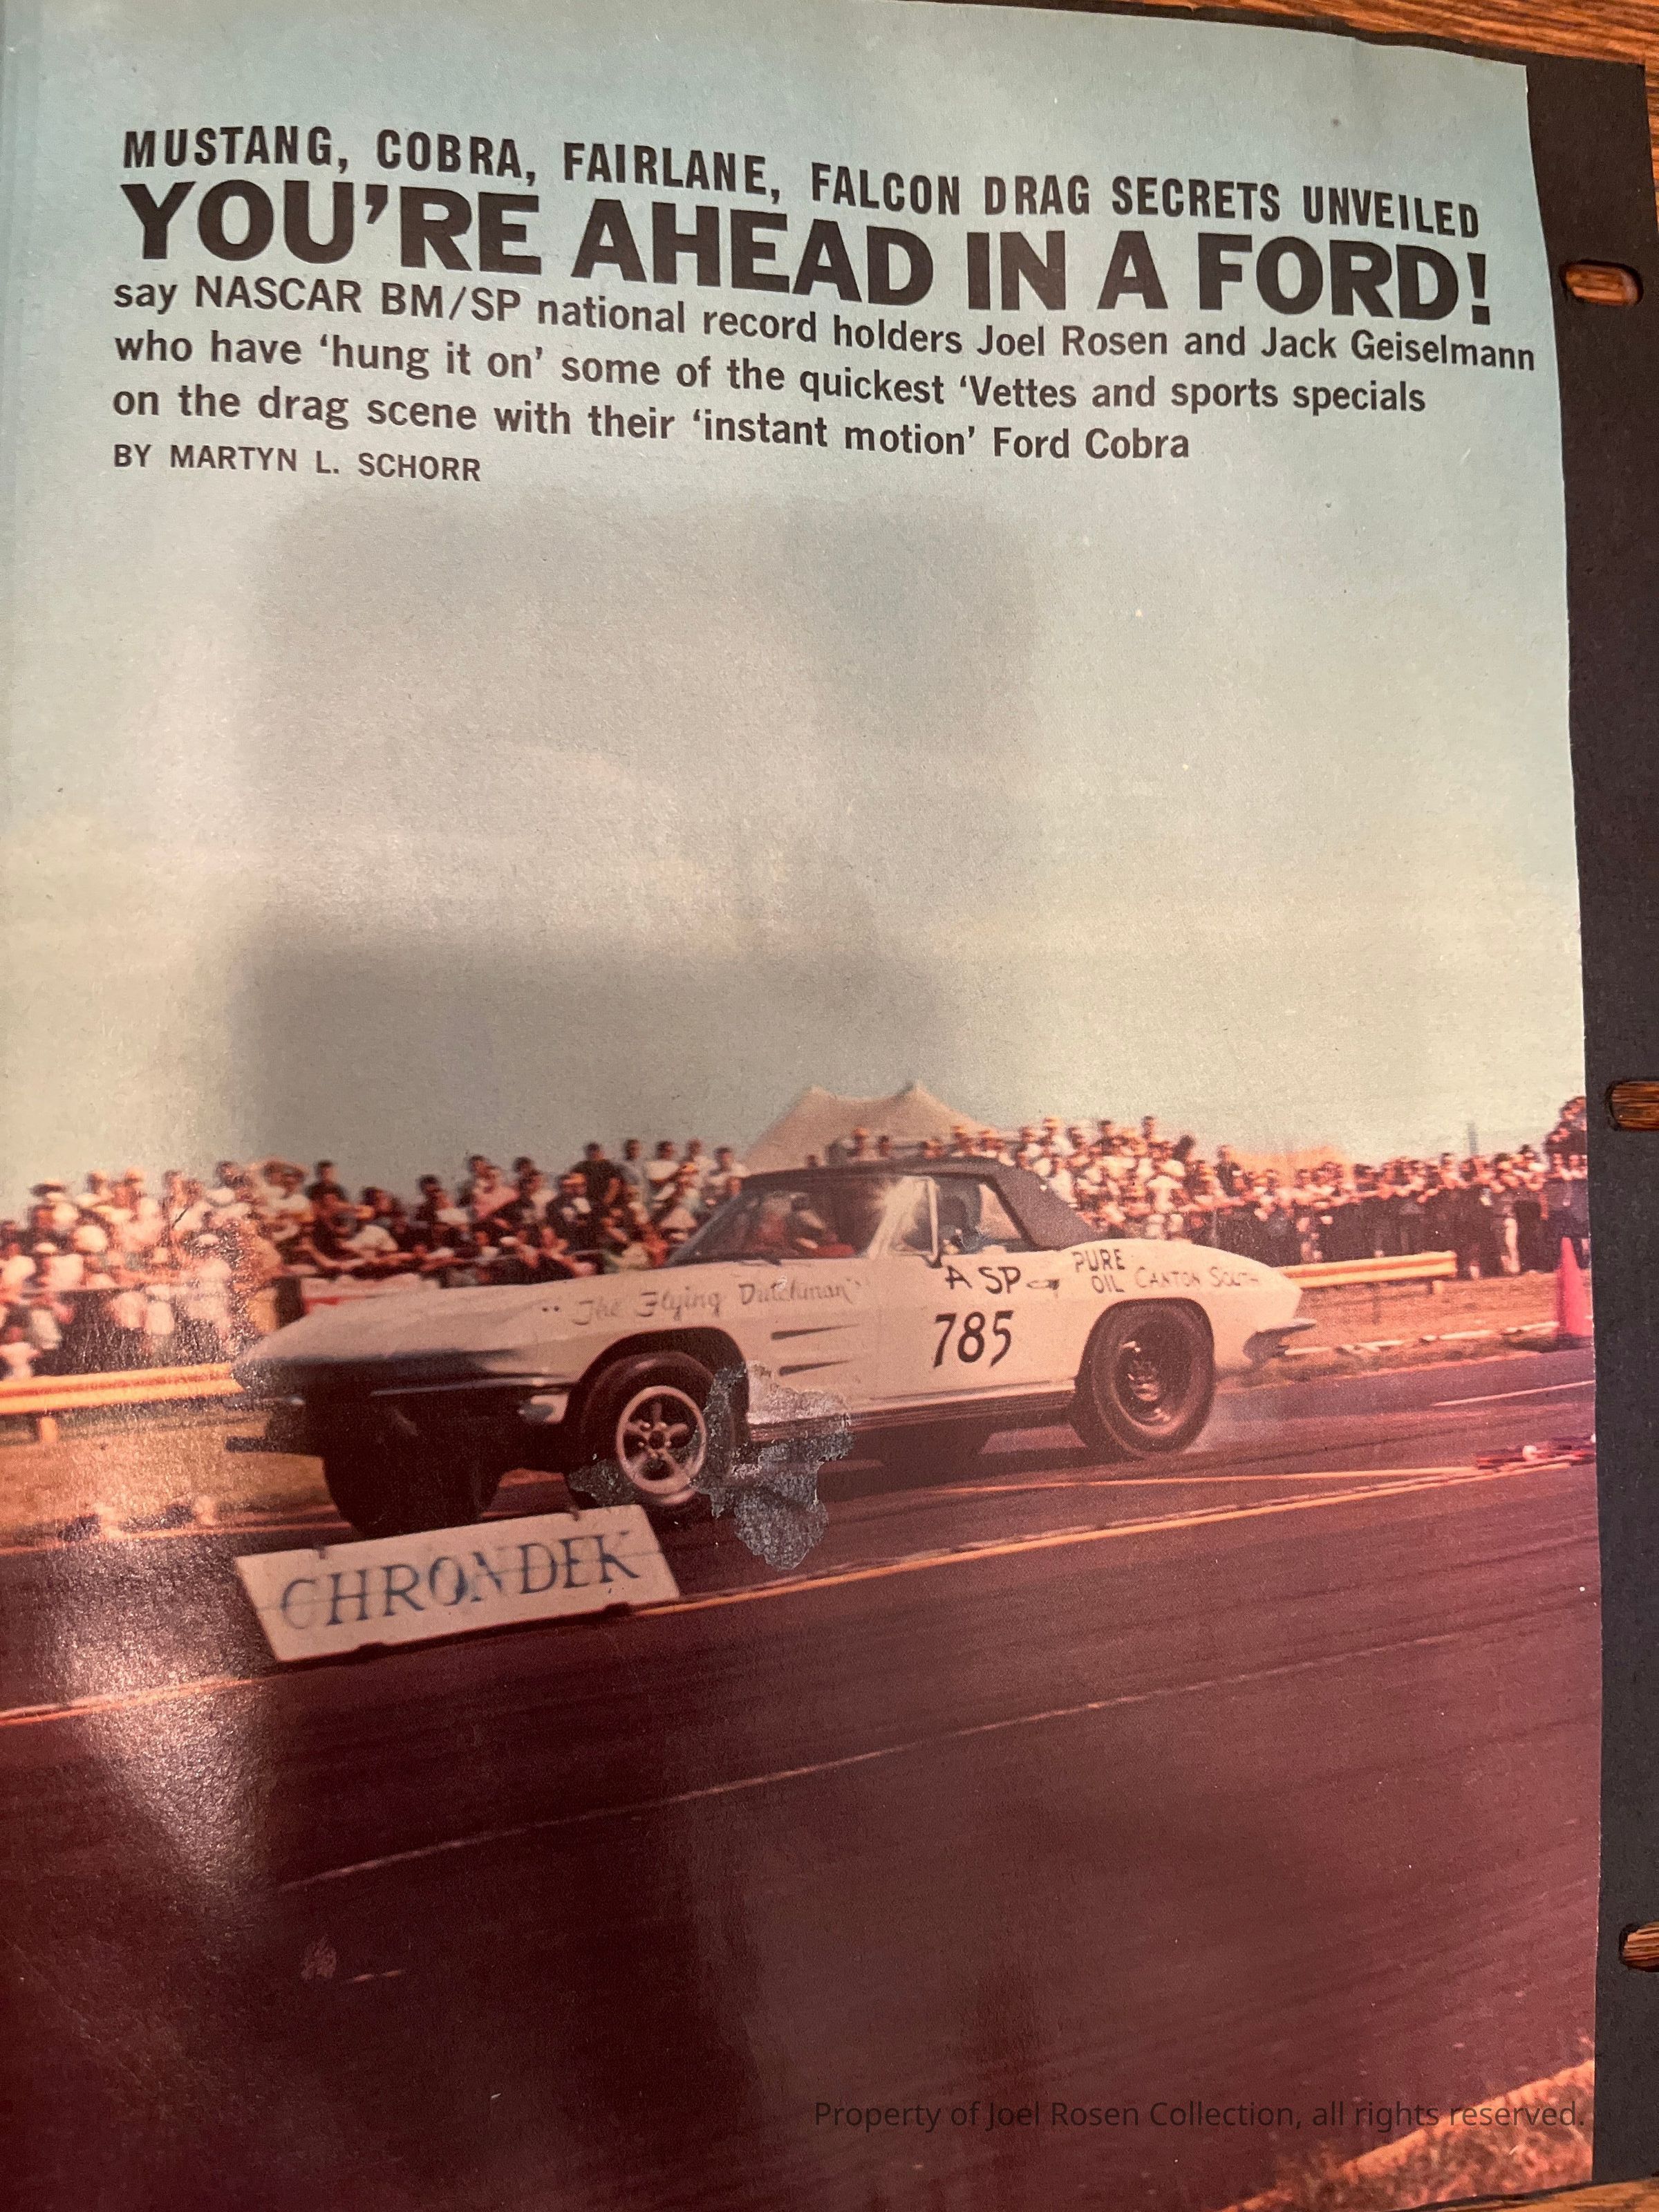 MUSTANG, COBRA, FAIRLANE, FALCON DRAG SECRETS UNVEILED
YOU'RE AHEAD IN A FORD!
say NASCAR BM/SP national record holders Joel Rosen and Jack Geiselmann
who have 'hung it on' some of the quickest 'Vettes and sports specials
on the drag scene with their 'instant motion' Ford Cobra
BY MARTYN L. SCHORR
"The Flying Dutchman"
A SP
PURE
OIL CANTON SOUTH
785
CHRONDEK
Property of Joel Rosen Collection, all rights reserved.